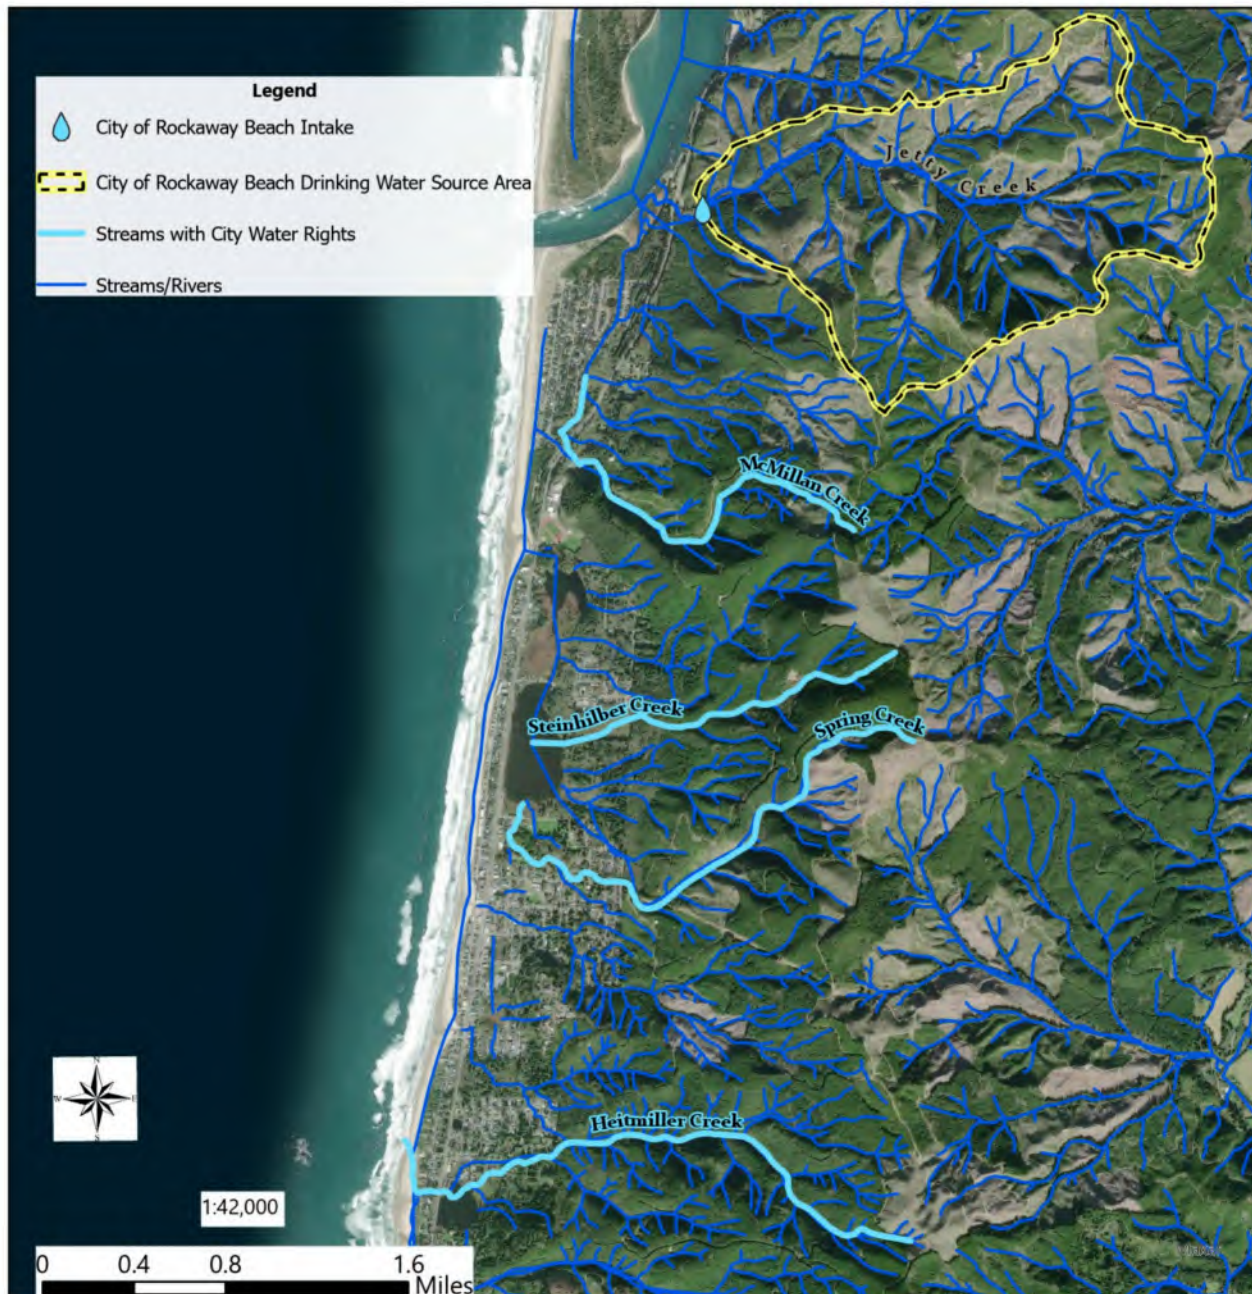 Legend
City of Rockaway Beach Intake
City of Rockaway Beach Drinking Water Source Area
Streams with City Water Rights
Streams/Rivers
Jetty Creek
McMillan Creek
Steinhilber Creek
Spring Creek
Heitmiller Creek
N
W E
S
1:42,000
0 0.4 0.8 1.6
Miles